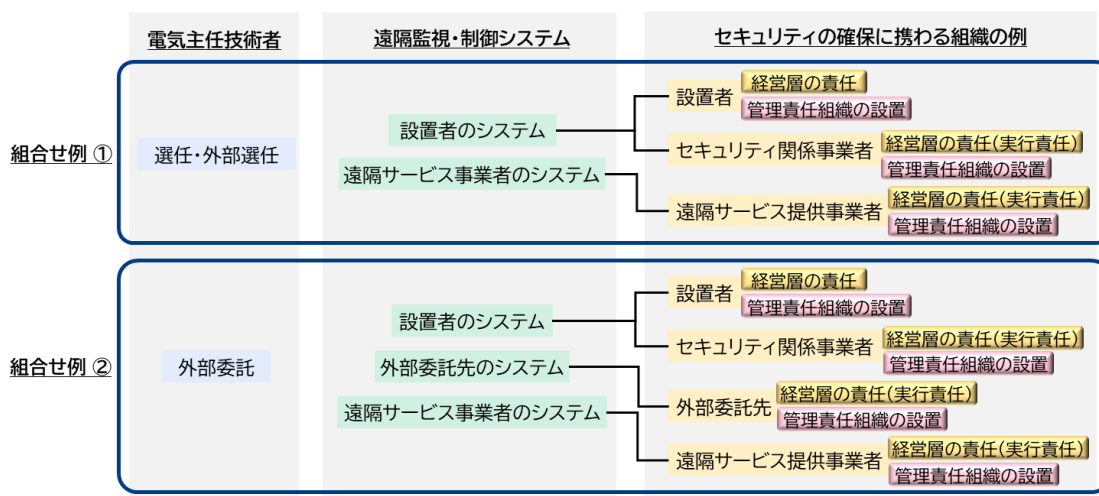 電気主任技術者
遠隔監視・制御システム
セキュリティの確保に携わる組織の例
組合せ例 ①
選任・外部選任
設置者のシステム
遠隔サービス事業者のシステム
設置者
経営層の責任
管理責任組織の設置
セキュリティ関係事業者
経営層の責任(実行責任)
管理責任組織の設置
遠隔サービス提供事業者
経営層の責任(実行責任)
管理責任組織の設置
組合せ例 ②
外部委託
設置者のシステム
外部委託先のシステム
遠隔サービス事業者のシステム
設置者
経営層の責任
管理責任組織の設置
セキュリティ関係事業者
経営層の責任(実行責任)
管理責任組織の設置
外部委託先
経営層の責任(実行責任)
管理責任組織の設置
遠隔サービス提供事業者
経営層の責任(実行責任)
管理責任組織の設置